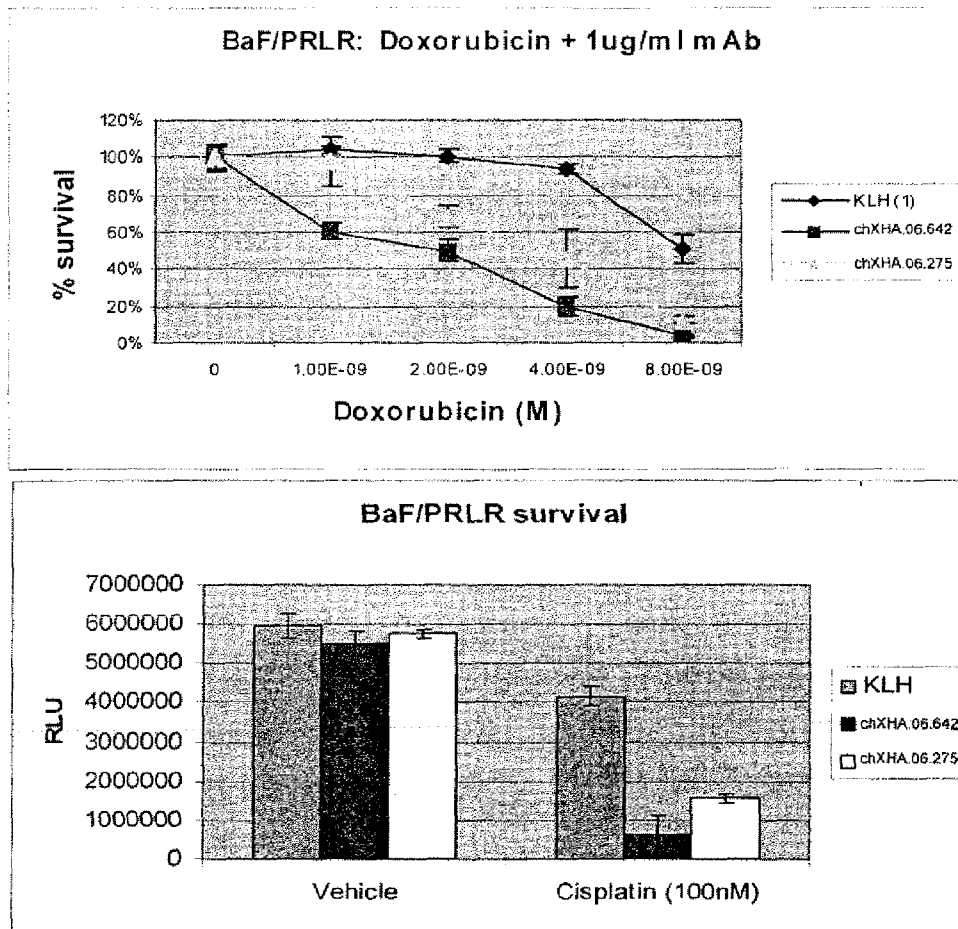 BaF/PRLR: Doxorubicin + 1ug/ml mAb
120%
100%
80%
60%
40%
20%
0%
% survival
0 1.00E-09 2.00E-09 4.00E-09 8.00E-09
Doxorubicin (M)
KLH (1)
chXHA.06.642
chXHA.06.275
BaF/PRLR survival
7000000
6000000
5000000
4000000
3000000
2000000
1000000
0
RLU
Vehicle Cisplatin (100nM)
KLH
chXHA.06.642
chXHA.06.275